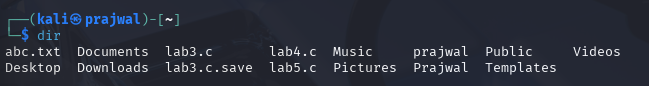 ┌──(kali㉿prajwal)-[~]
└─$ dir
abc.txt  Documents  lab3.c       lab4.c  Music     prajwal  Public     Videos
Desktop  Downloads  lab3.c.save  lab5.c  Pictures  Prajwal  Templates